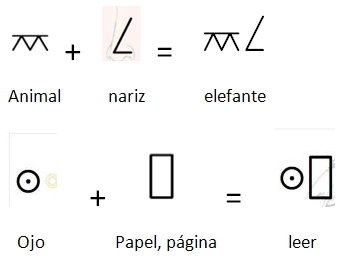 + =
Animal nariz elefante
+ =
Ojo Papel, página leer